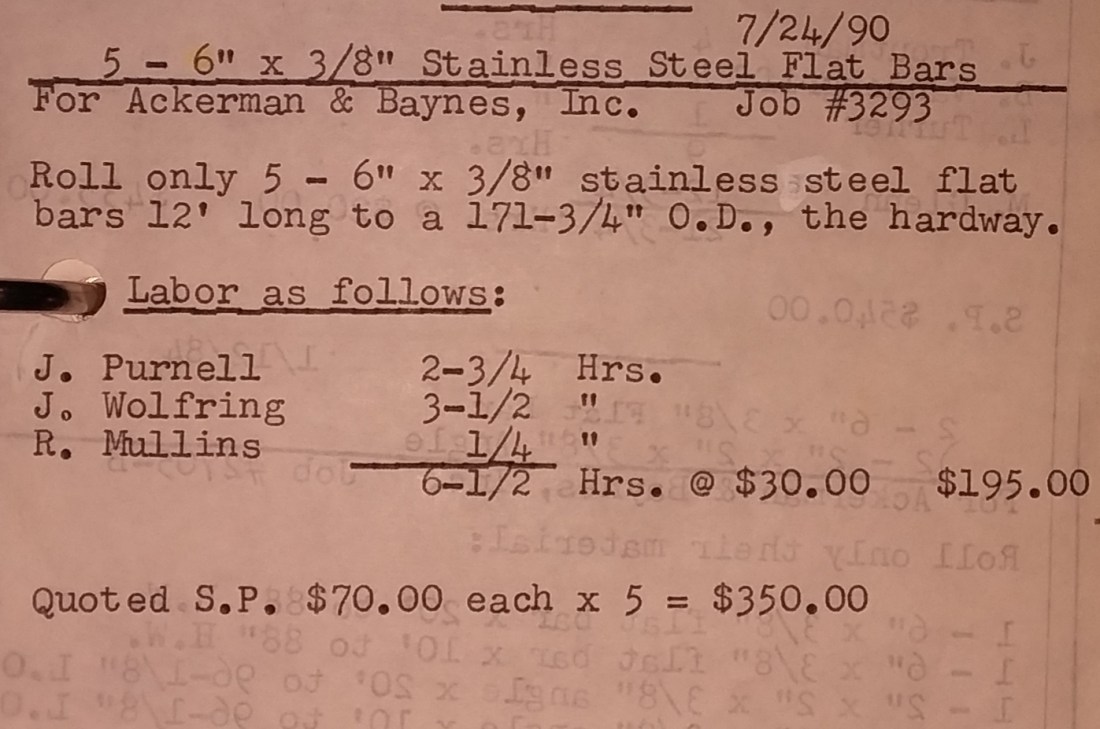 7/24/90
5 - 6" x 3/8" Stainless Steel Flat Bars
For Ackerman & Baynes, Inc. Job #3293
Roll only 5 - 6" x 3/8" stainless steel flat
bars 12' long to a 171-3/4" O.D., the hardway.
Labor as follows:
J. Purnell 2-3/4 Hrs.
J. Wolfring 3-1/2 "
R. Mullins 1/4 "
6-1/2 Hrs. @ $30.00 $195.00
Quoted S.P. $70.00 each x 5 = $350.00